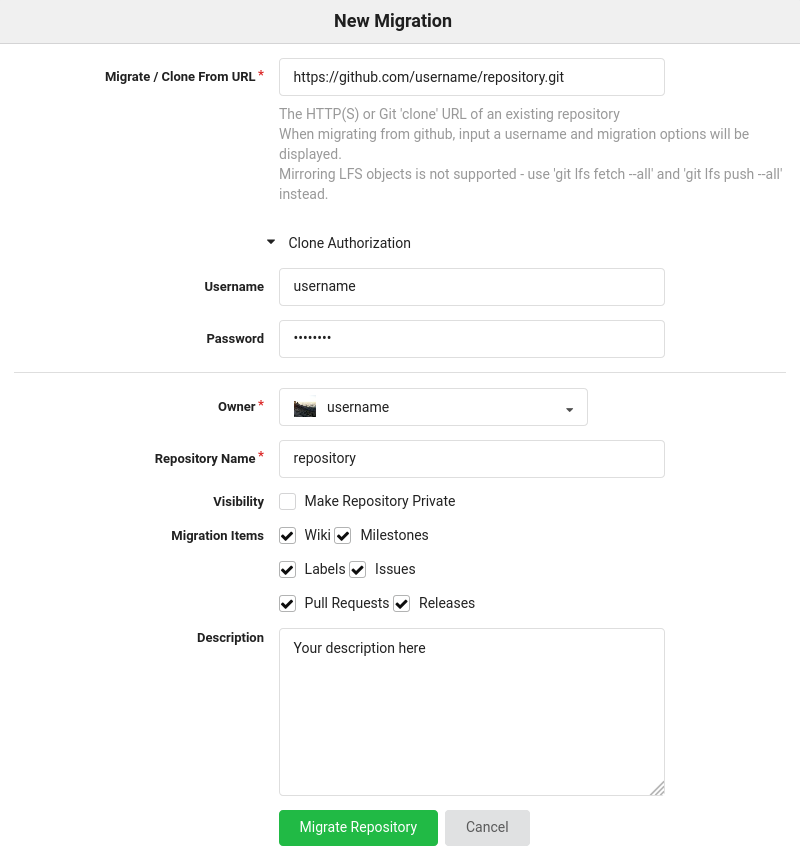 New Migration
Migrate / Clone From URL* https://github.com/username/repository.git
The HTTP(S) or Git 'clone' URL of an existing repository
When migrating from github, input a username and migration options will be
displayed.
Mirroring LFS objects is not supported - use 'git lfs fetch --all' and 'git lfs push --all'
instead.
Clone Authorization
Username username
Password ••••••••
Owner* username
Repository Name* repository
Visibility Make Repository Private
Migration Items Wiki Milestones
Labels Issues
Pull Requests Releases
Description Your description here
Migrate Repository Cancel